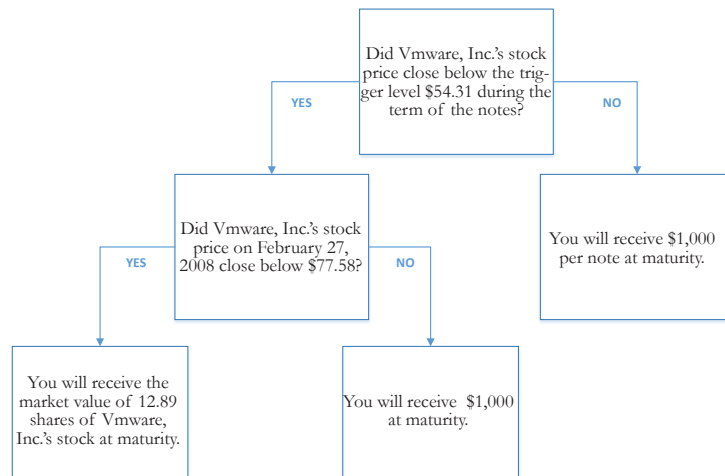 Did Vmware, Inc.'s stock
price close below the trig-
ger level $54.31 during the
term of the notes?
YES
NO
Did Vmware, Inc.'s stock
price on February 27,
2008 close below $77.58?
You will receive $1,000
per note at maturity.
YES
NO
You will receive the
market value of 12.89
shares of Vmware,
Inc.'s stock at maturity.
You will receive $1,000
at maturity.